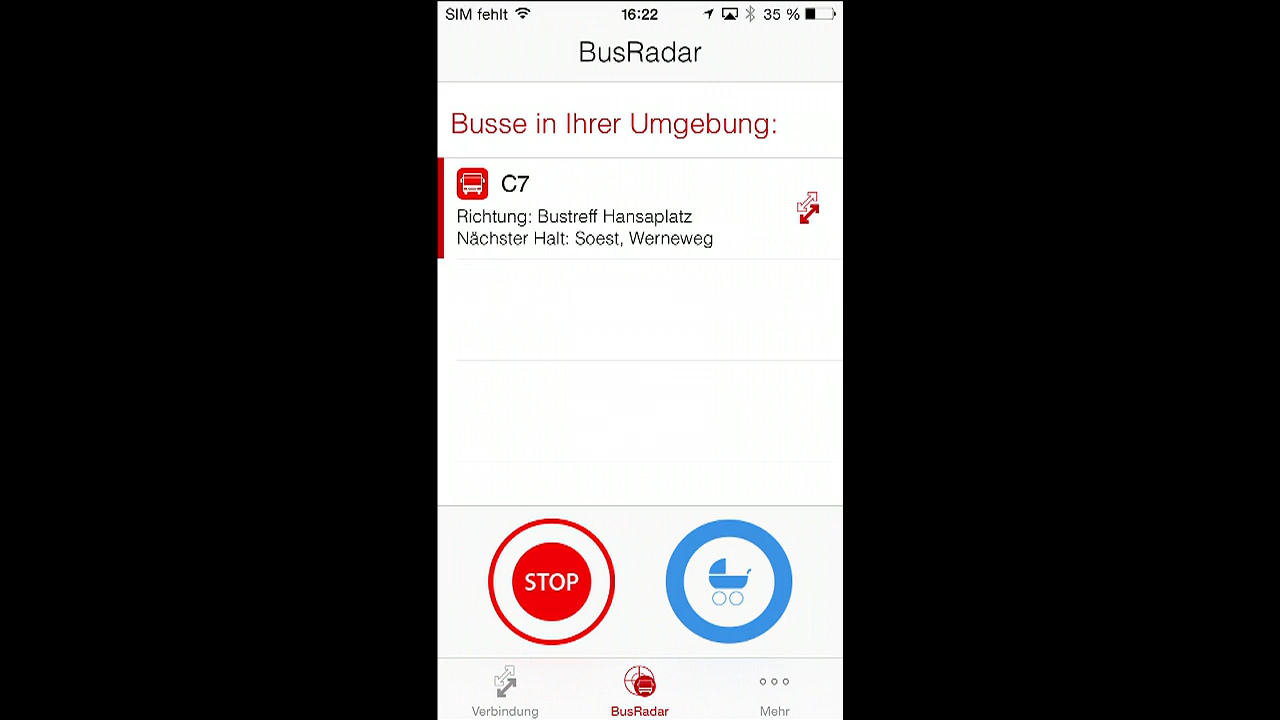 SIM fehlt 16:22 35 %
BusRadar
Busse in Ihrer Umgebung:
C7
Richtung: Bustreff Hansaplatz
Nächster Halt: Soest, Werneweg
STOP
Verbindung BusRadar Mehr